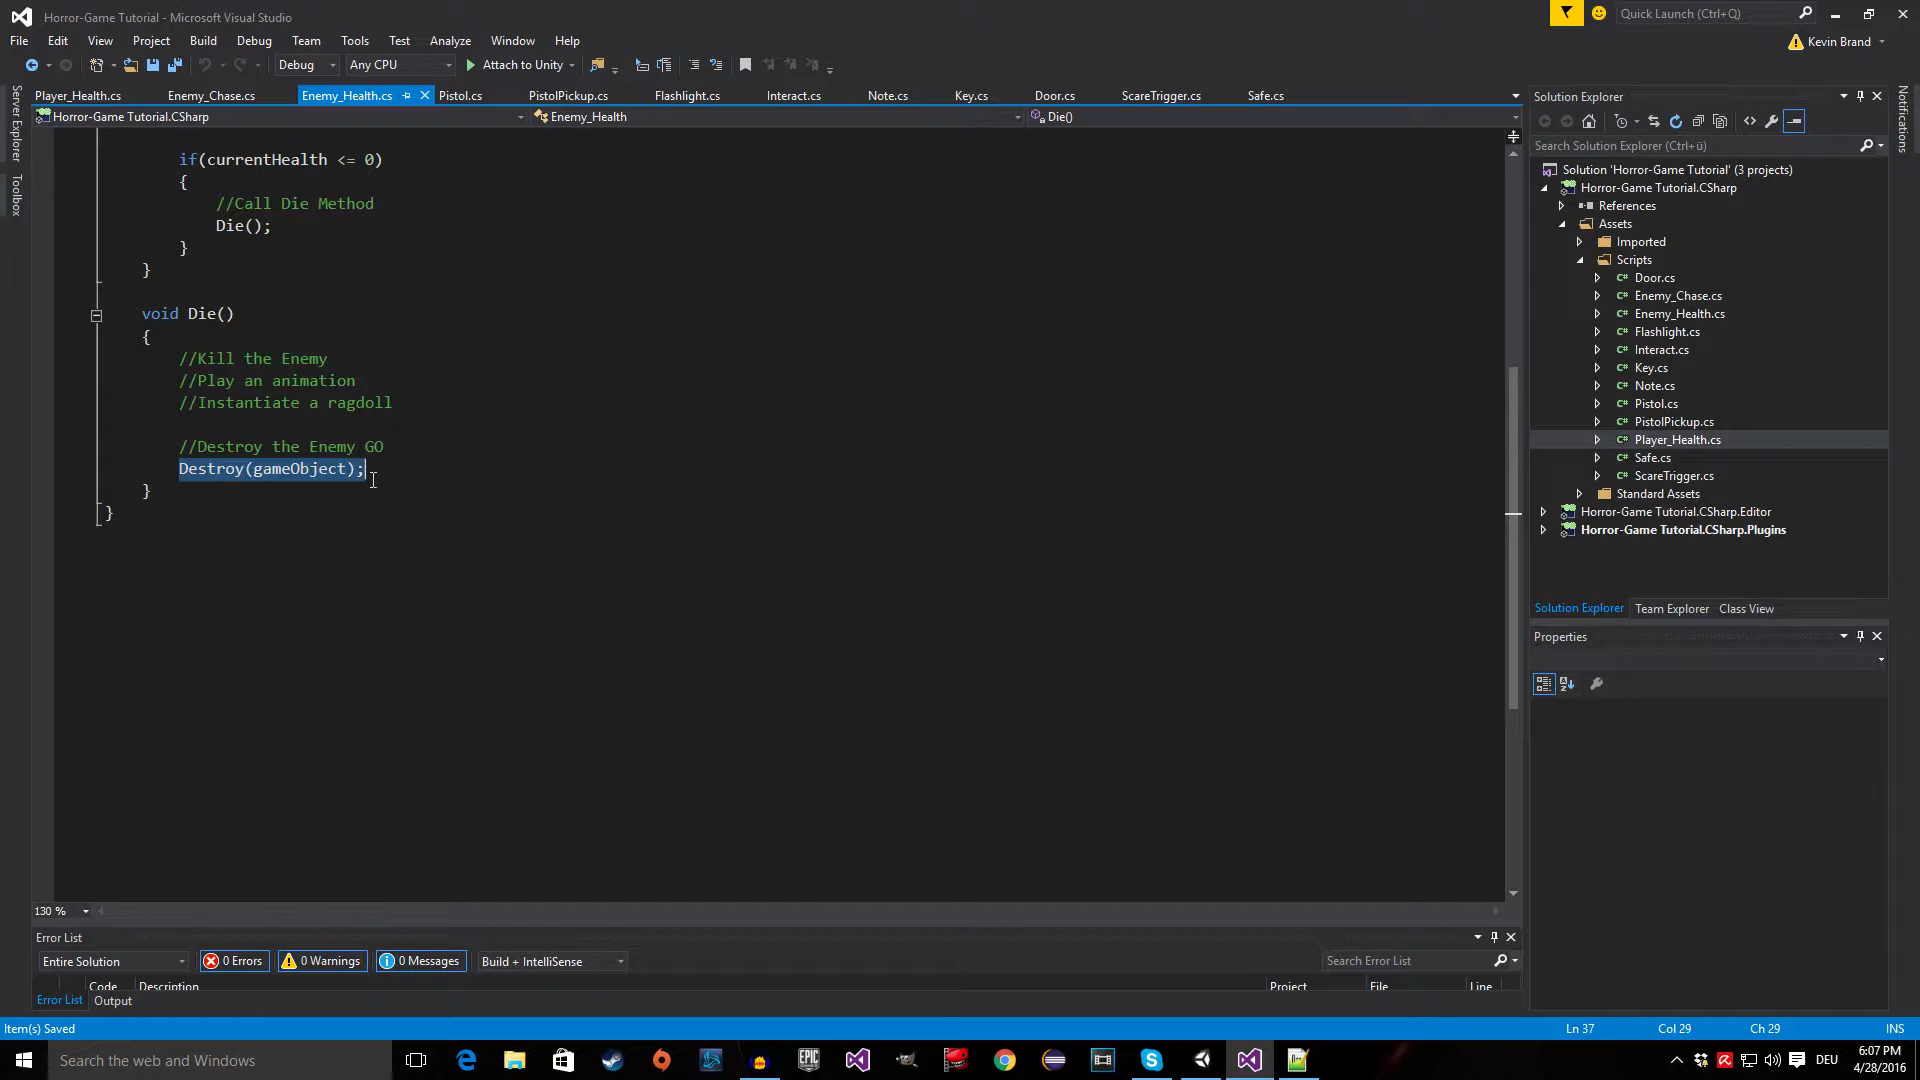 Horror-Game Tutorial - Microsoft Visual Studio
Quick Launch (Ctrl+Q)
File Edit View Project Build Debug Team Tools Test Analyze Window Help
Kevin Brand
Debug Any CPU Attach to Unity
Player_Health.cs Enemy_Chase.cs Enemy_Health.cs Pistol.cs PistolPickup.cs Flashlight.cs Interact.cs Note.cs Key.cs Door.cs ScareTrigger.cs Safe.cs
Horror-Game Tutorial.CSharp Enemy_Health Die()
Server Explorer
Toolbox
if(currentHealth <= 0)
{
//Call Die Method
Die();
}
}
void Die()
{
//Kill the Enemy
//Play an animation
//Instantiate a ragdoll
//Destroy the Enemy GO
Destroy(gameObject);
}
}
130 %
Solution Explorer
Search Solution Explorer (Ctrl+ü)
Solution 'Horror-Game Tutorial' (3 projects)
Horror-Game Tutorial.CSharp
References
Assets
Imported
Scripts
C# Door.cs
C# Enemy_Chase.cs
C# Enemy_Health.cs
C# Flashlight.cs
C# Interact.cs
C# Key.cs
C# Note.cs
C# Pistol.cs
C# PistolPickup.cs
C# Player_Health.cs
C# Safe.cs
C# ScareTrigger.cs
Standard Assets
Horror-Game Tutorial.CSharp.Editor
Horror-Game Tutorial.CSharp.Plugins
Solution Explorer Team Explorer Class View
Properties
Notifications
Error List
Entire Solution 0 Errors 0 Warnings 0 Messages Build + IntelliSense Search Error List
Code Description Project File Line
Error List Output
Item(s) Saved Ln 37 Col 29 Ch 29 INS
Search the web and Windows
EPIC GAMES
DEU
6:07 PM
4/28/2016